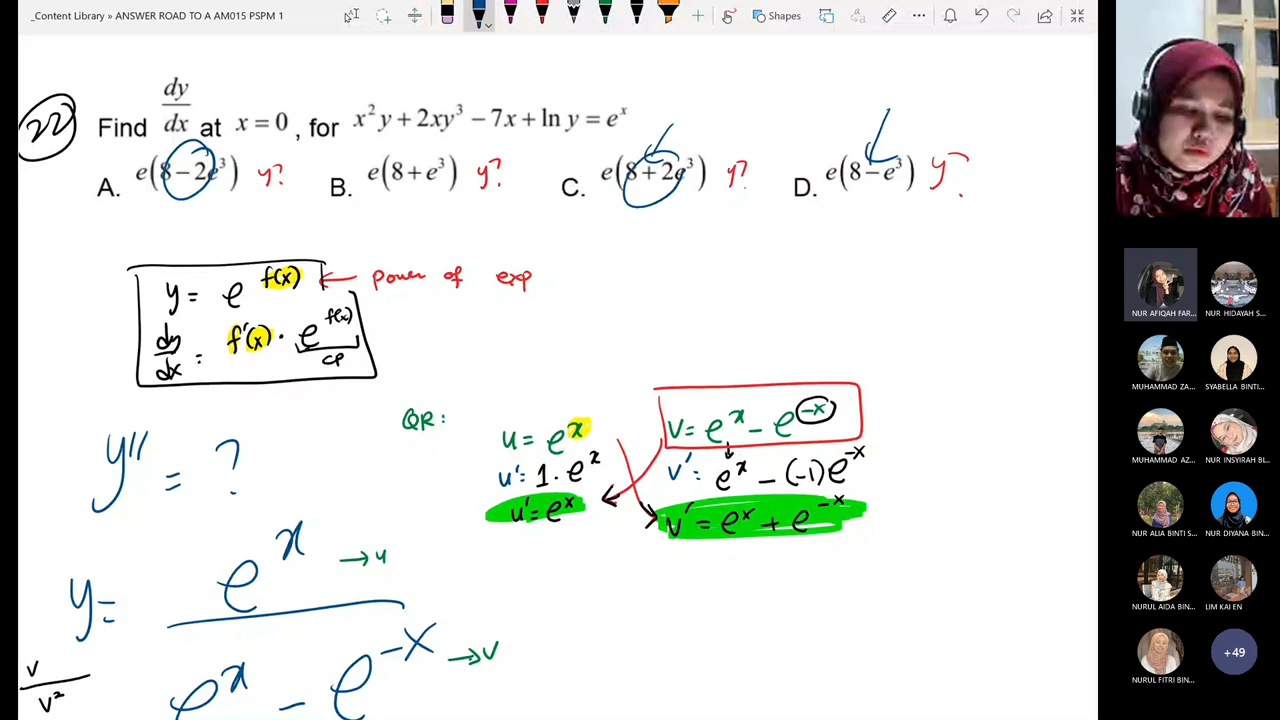 _Content Library » ANSWER ROAD TO A AM015 PSPM 1
Shapes
22
Find dy/dx at x = 0 , for x²y + 2xy³ − 7x + ln y = eˣ
A. e(8 − 2e³) y? B. e(8 + e³) y? C. e(8 + 2e³) y? D. e(8 − e³) y?
y = e^f(x) ← power of exp
dy/dx = f'(x) · e^f(x)
cp
QR:
u = eˣ
v = eˣ − e⁻ˣ
u' = 1 · eˣ
v' = eˣ − (−1)e⁻ˣ
u' = eˣ
v' = eˣ + e⁻ˣ
y'' = ?
y = eˣ → u
eˣ − e⁻ˣ → v
v
v²
NUR AFIQAH FAR...
NUR HIDAYAH S...
MUHAMMAD ZA...
SYABELLA BINTI...
MUHAMMAD AZ...
NUR INSYIRAH BI...
NUR ALIA BINTI S...
NUR DIYANA BIN...
NURUL AIDA BIN...
LIM KAI EN
NURUL FITRI BIN...
+49